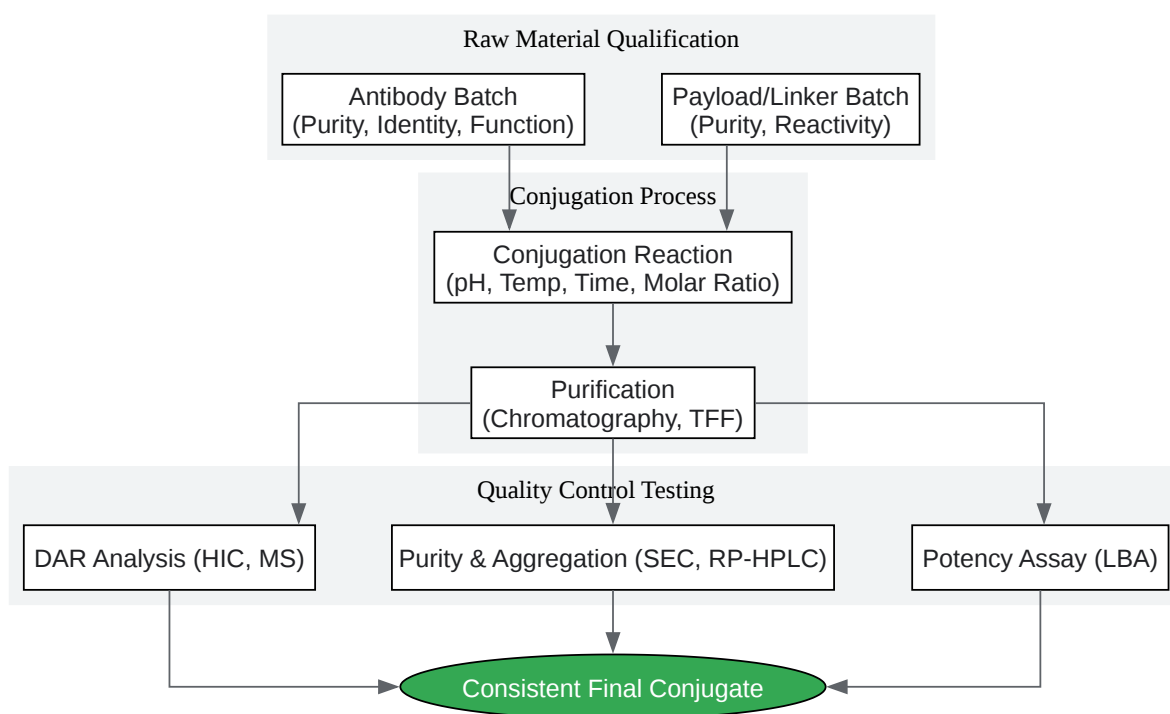 Raw Material Qualification
Antibody Batch
(Purity, Identity, Function)
Payload/Linker Batch
(Purity, Reactivity)
Conjugation Process
Conjugation Reaction
(pH, Temp, Time, Molar Ratio)
Purification
(Chromatography, TFF)
Quality Control Testing
DAR Analysis (HIC, MS)
Purity & Aggregation (SEC, RP-HPLC)
Potency Assay (LBA)
Consistent Final Conjugate